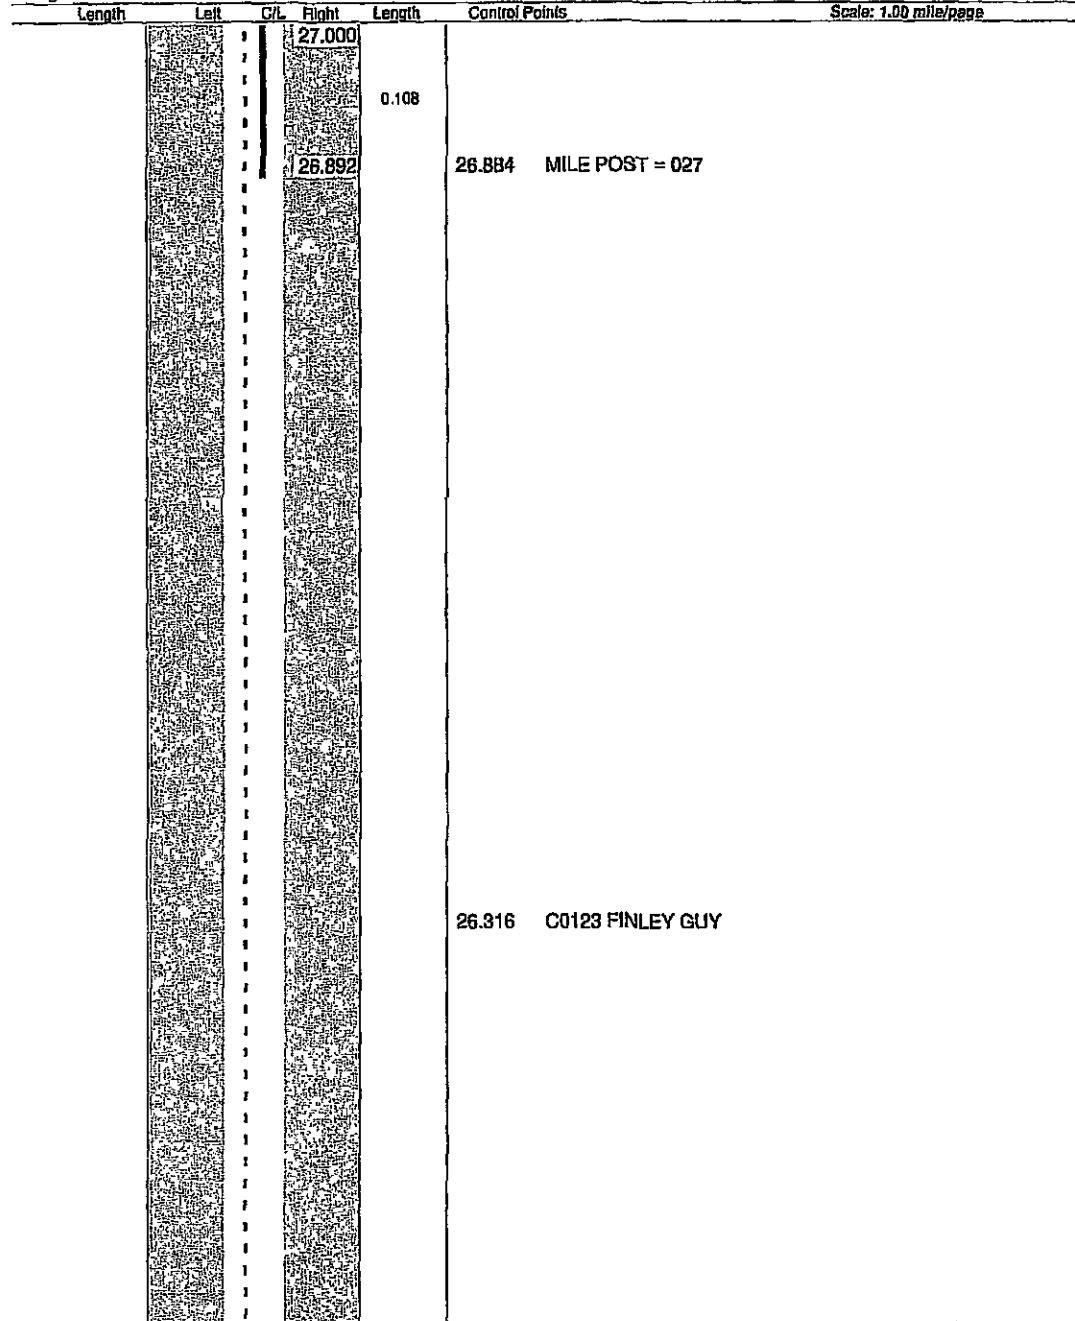 Length Left C/L Right Length Control Points Scale: 1.00 mile/page
27.000
0.108
26.892 26.884 MILE POST = 027
26.316 C0123 FINLEY GUY